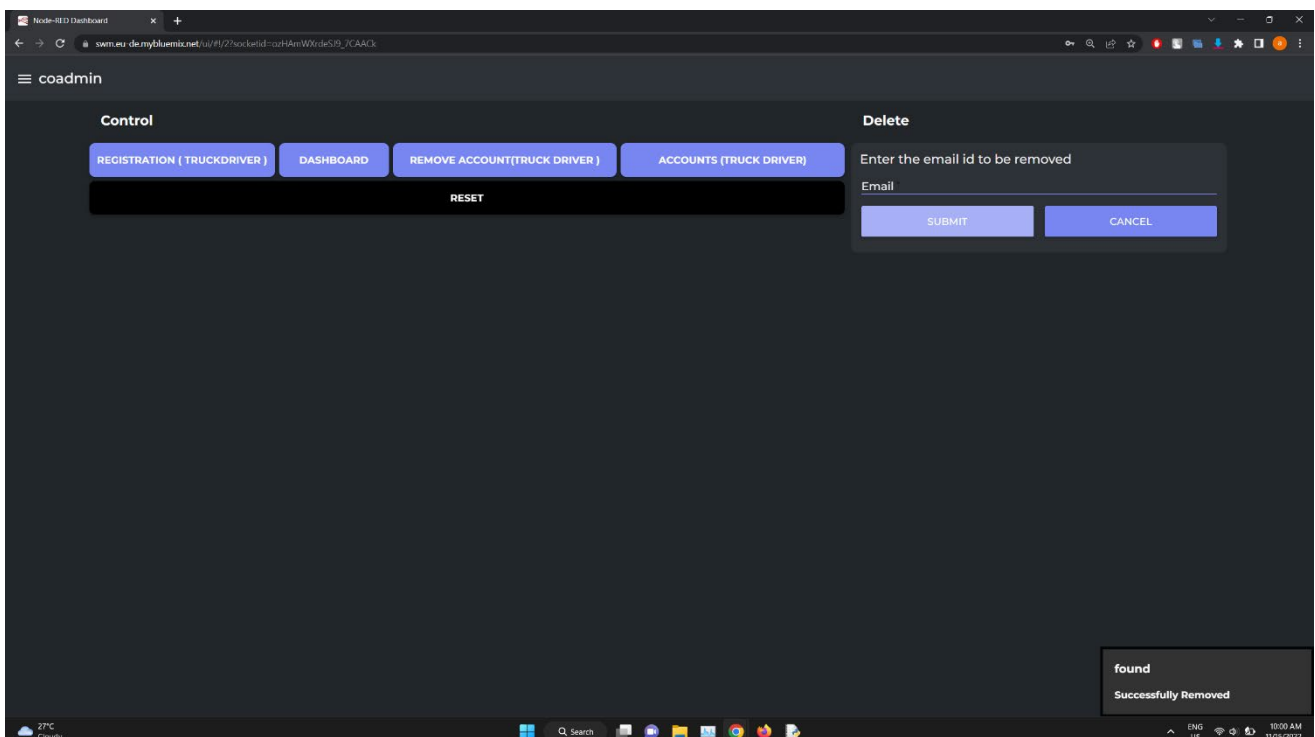 Node-RED Dashboard
swm.eu-de.mybluemix.net/ui/#!/2?socketid=ozHAmWXrdeSJ9_7CAACk
coadmin
Control
Delete
REGISTRATION ( TRUCKDRIVER )
DASHBOARD
REMOVE ACCOUNT(TRUCK DRIVER )
ACCOUNTS (TRUCK DRIVER)
RESET
Enter the email id to be removed
Email
SUBMIT
CANCEL
found
Successfully Removed
27°C
Cloudy
Search
ENG
US
10:00 AM